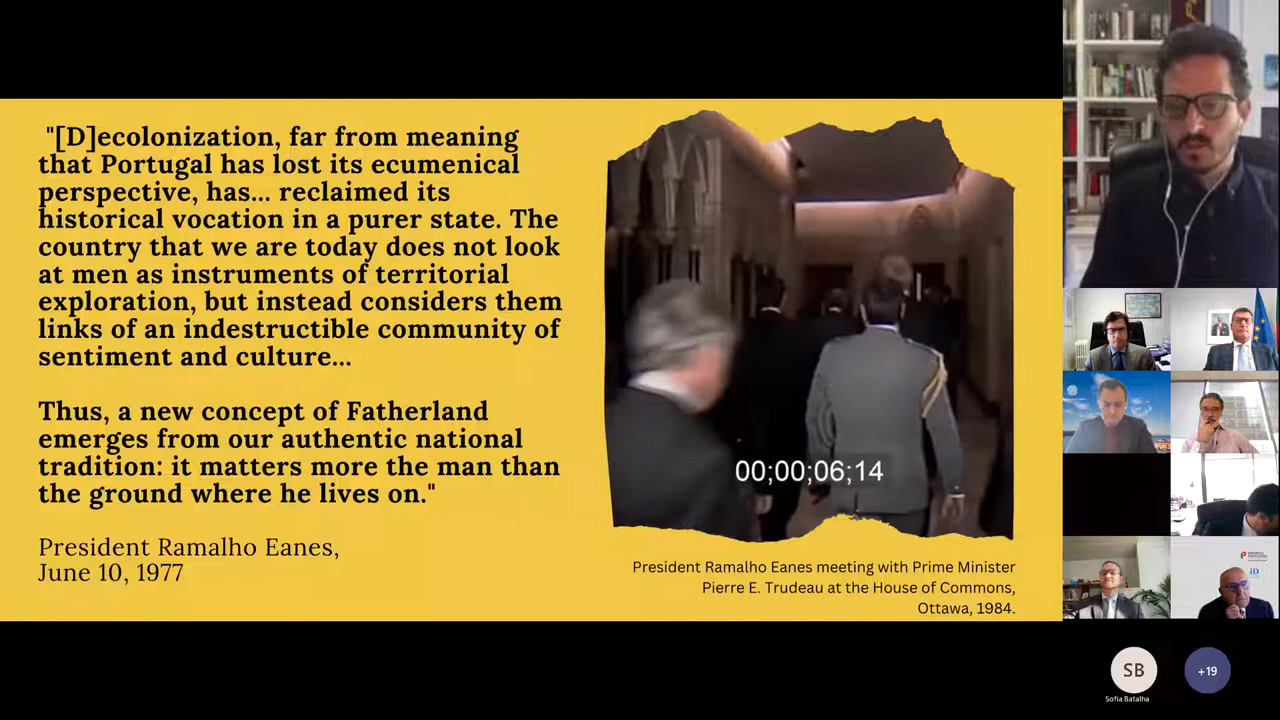 "[D]ecolonization, far from meaning
that Portugal has lost its ecumenical
perspective, has... reclaimed its
historical vocation in a purer state. The
country that we are today does not look
at men as instruments of territorial
exploration, but instead considers them
links of an indestructible community of
sentiment and culture...
Thus, a new concept of Fatherland
emerges from our authentic national
tradition: it matters more the man than
the ground where he lives on."
President Ramalho Eanes,
June 10, 1977
00;00;06;14
President Ramalho Eanes meeting with Prime Minister
Pierre E. Trudeau at the House of Commons,
Ottawa, 1984.
iD
SB
Sofia Batalha
+19